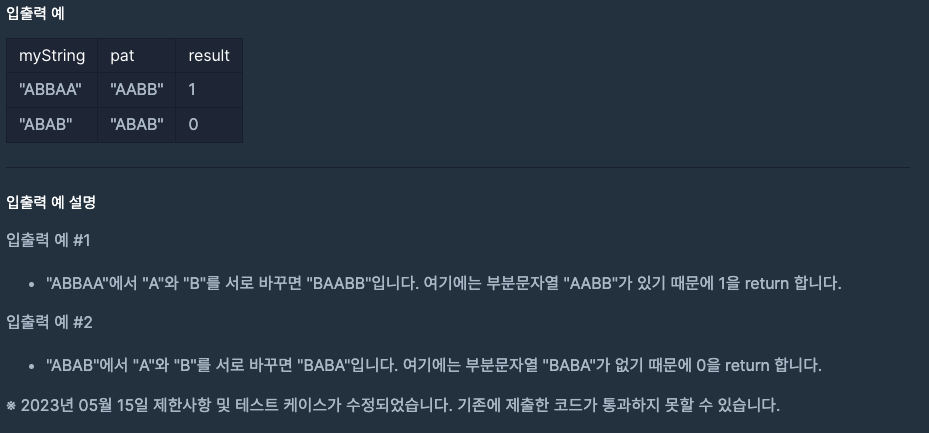 입출력 예
myString pat result
"ABBAA" "AABB" 1
"ABAB" "ABAB" 0
입출력 예 설명
입출력 예 #1
• "ABBAA"에서 "A"와 "B"를 서로 바꾸면 "BAABB"입니다. 여기에는 부분문자열 "AABB"가 있기 때문에 1을 return 합니다.
입출력 예 #2
• "ABAB"에서 "A"와 "B"를 서로 바꾸면 "BABA"입니다. 여기에는 부분문자열 "BABA"가 없기 때문에 0을 return 합니다.
※ 2023년 05월 15일 제한사항 및 테스트 케이스가 수정되었습니다. 기존에 제출한 코드가 통과하지 못할 수 있습니다.